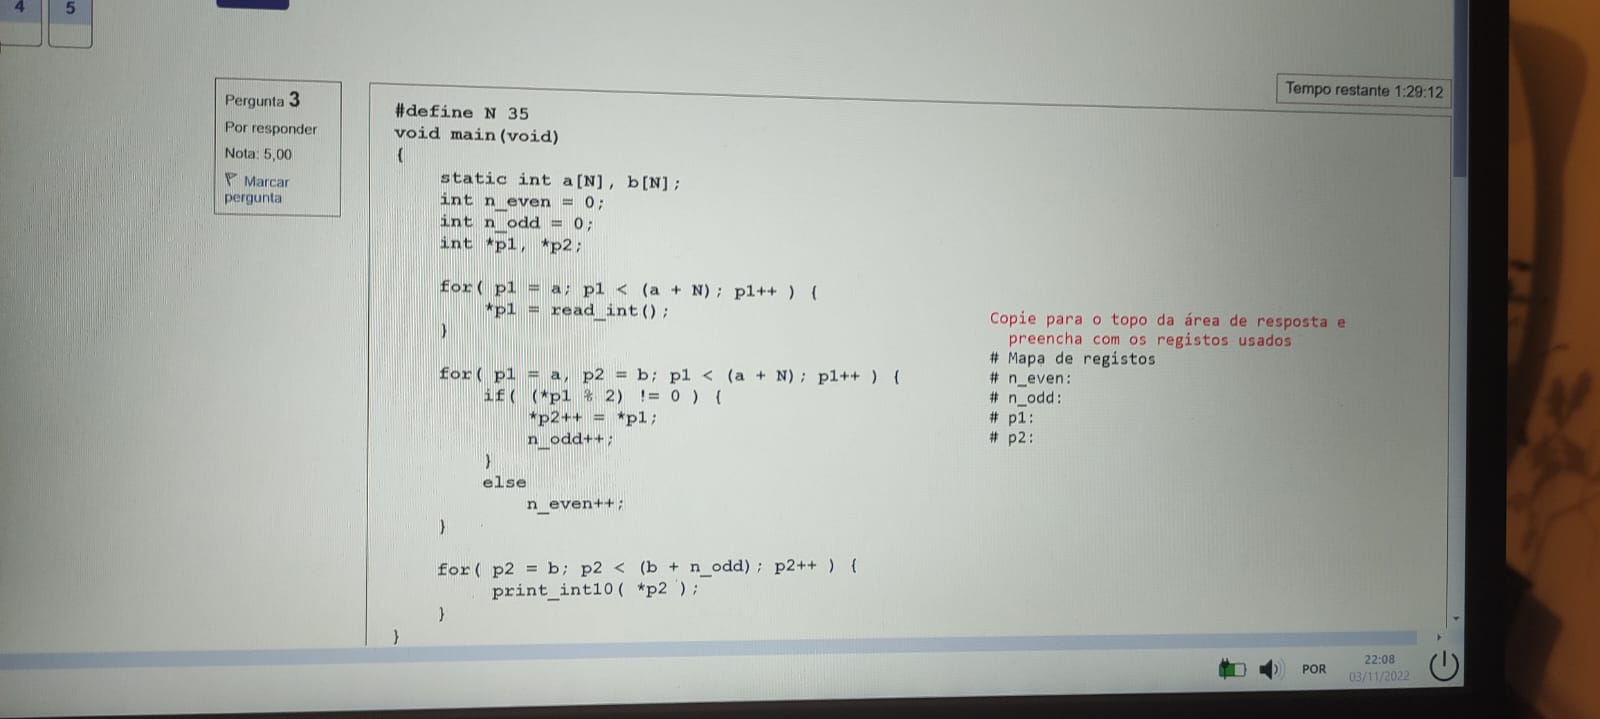 4 5
Pergunta 3
Por responder
Nota: 5,00
Marcar
pergunta
Tempo restante 1:29:12
#define N 35
void main(void)
{
static int a[N], b[N];
int n_even = 0;
int n_odd = 0;
int *p1, *p2;
for( p1 = a; p1 < (a + N); p1++ ) {
*p1 = read_int();
}
for( p1 = a, p2 = b; p1 < (a + N); p1++ ) {
if( (*p1 % 2) != 0 ) {
*p2++ = *p1;
n_odd++;
}
else
n_even++;
}
for( p2 = b; p2 < (b + n_odd); p2++ ) {
print_int10( *p2 );
}
}
Copie para o topo da área de resposta e
preencha com os registos usados
# Mapa de registos
# n_even:
# n_odd:
# p1:
# p2:
POR
22:08
03/11/2022